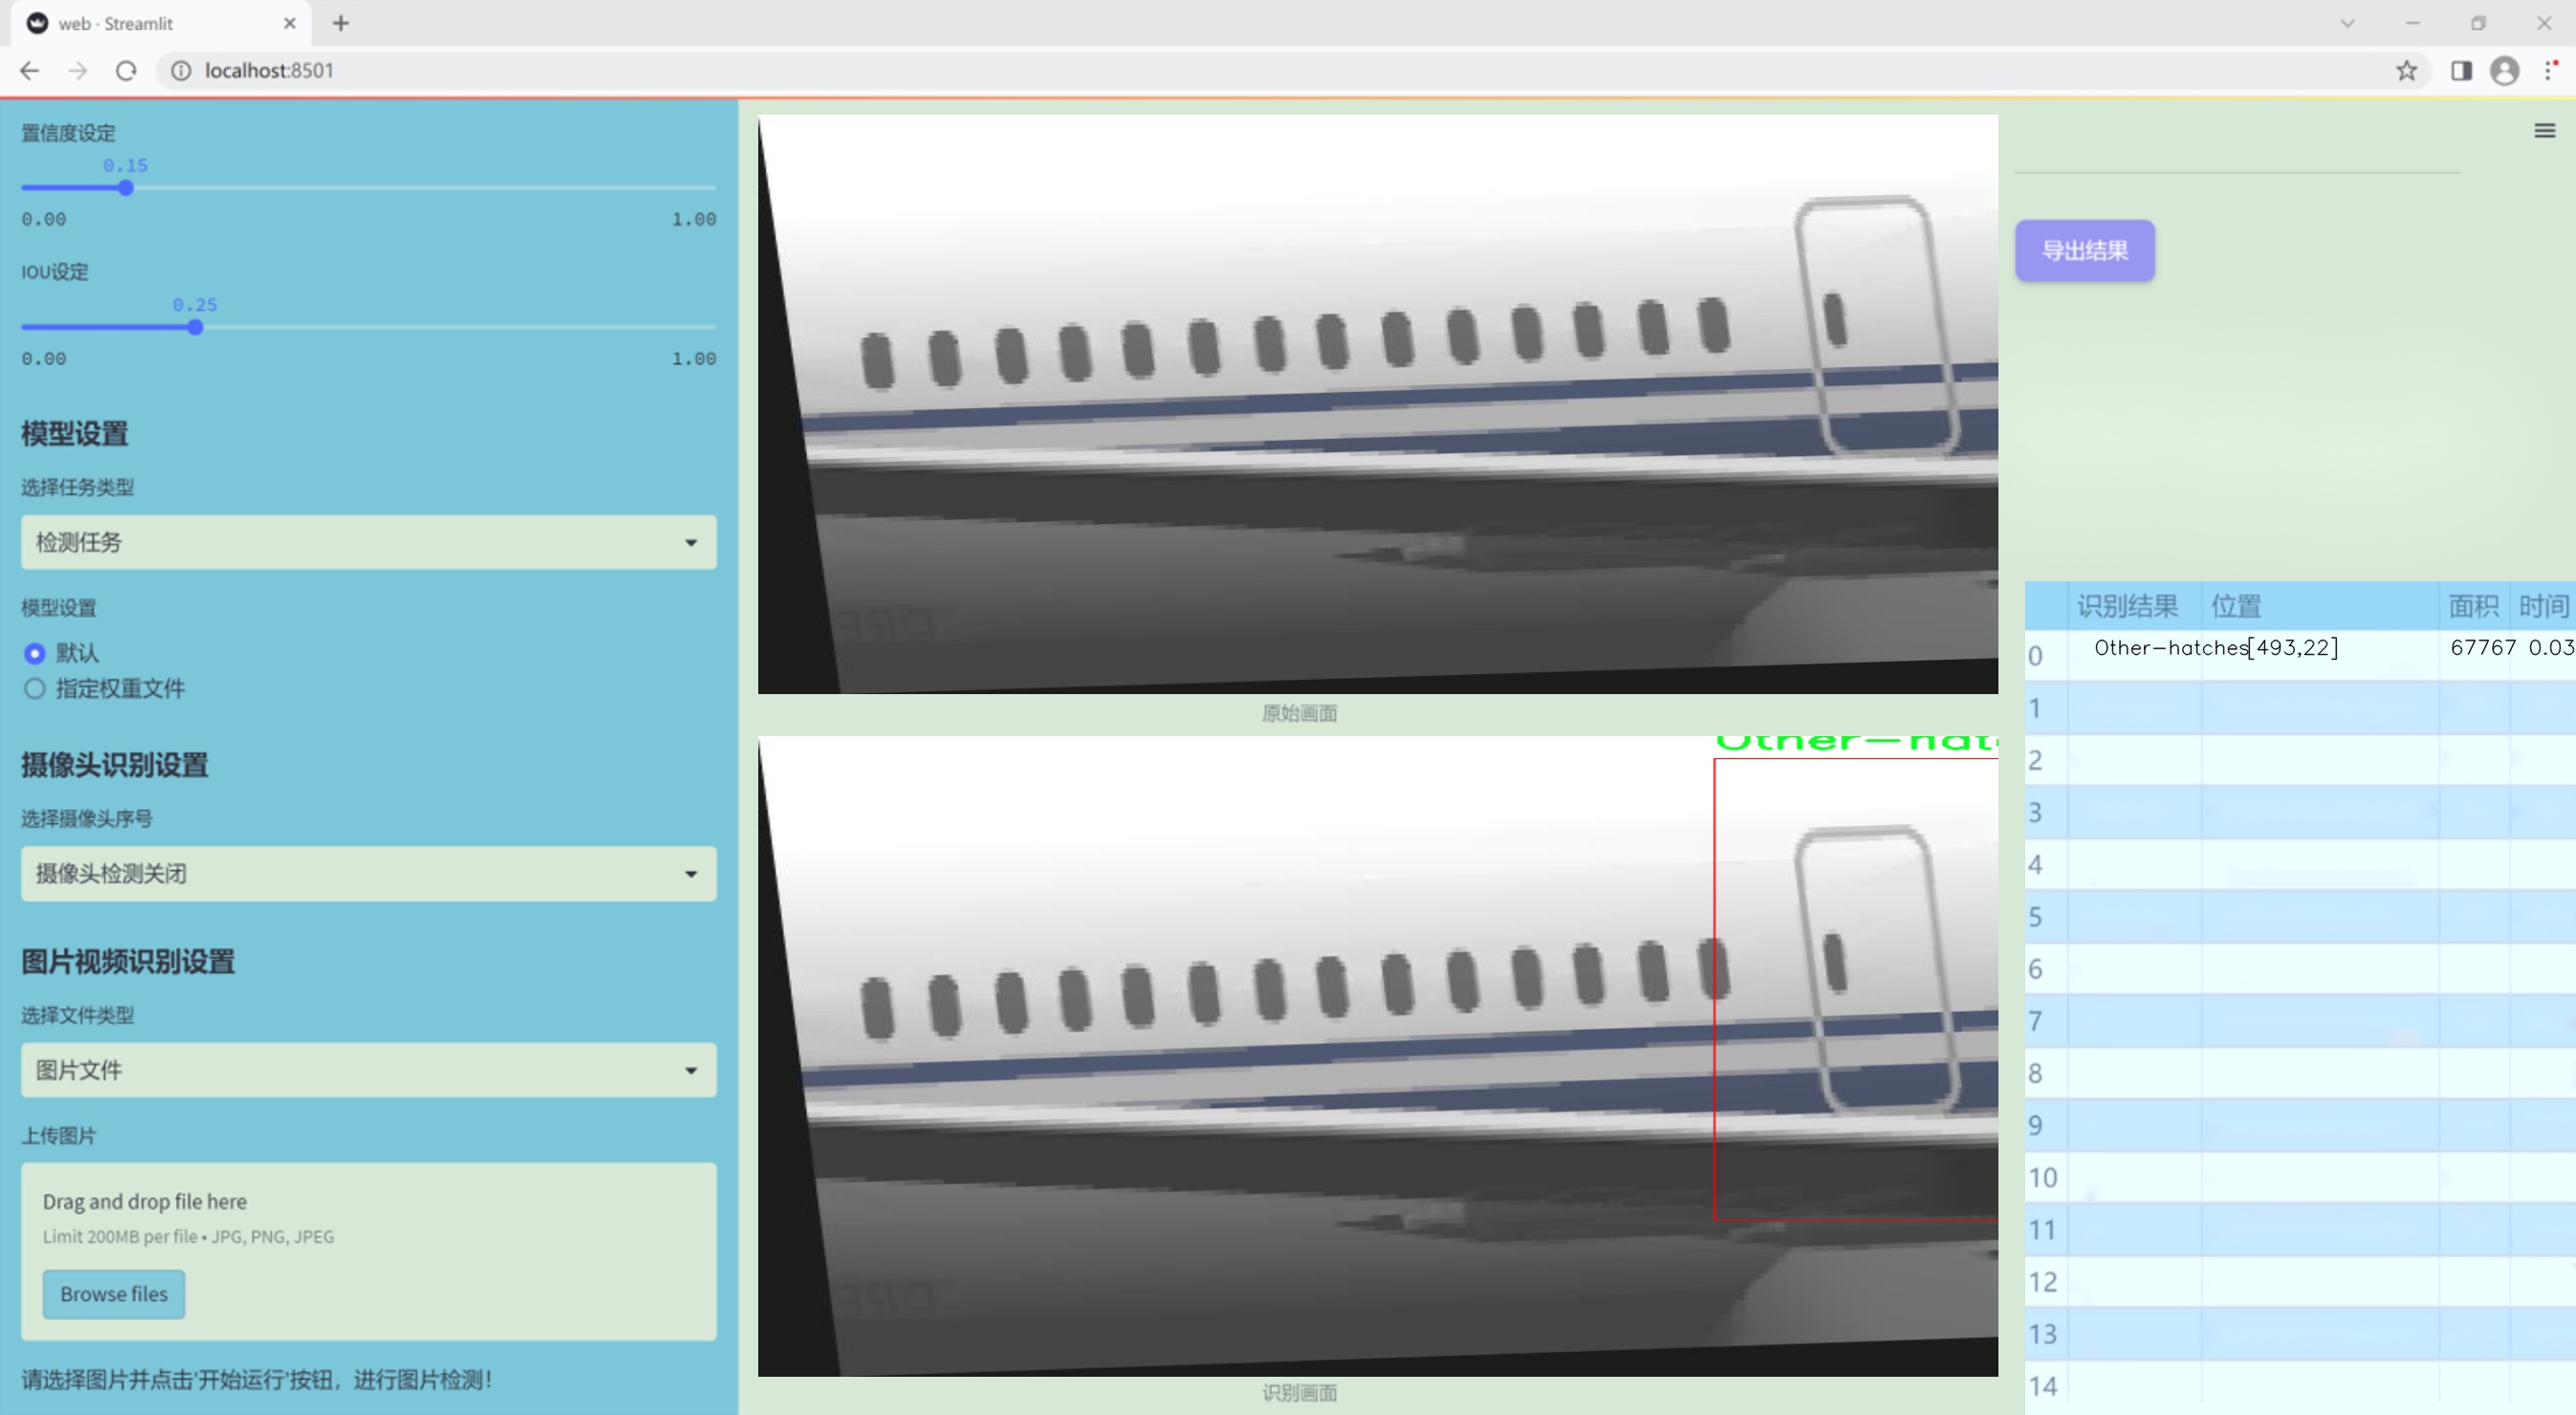 web · Streamlit
localhost:8501
置信度设定
0.15
0.00 1.00
IOU设定
0.25
0.00 1.00
模型设置
选择任务类型
检测任务
模型设置
默认
指定权重文件
摄像头识别设置
选择摄像头序号
摄像头检测关闭
图片视频识别设置
选择文件类型
图片文件
上传图片
Drag and drop file here
Limit 200MB per file • JPG, PNG, JPEG
Browse files
请选择图片并点击'开始运行'按钮，进行图片检测！
原始画面
识别画面
导出结果
识别结果 位置 面积 时间
0 Other-hatches[493,22] 67767 0.03
1
2
3
4
5
6
7
8
9
10
11
12
13
14